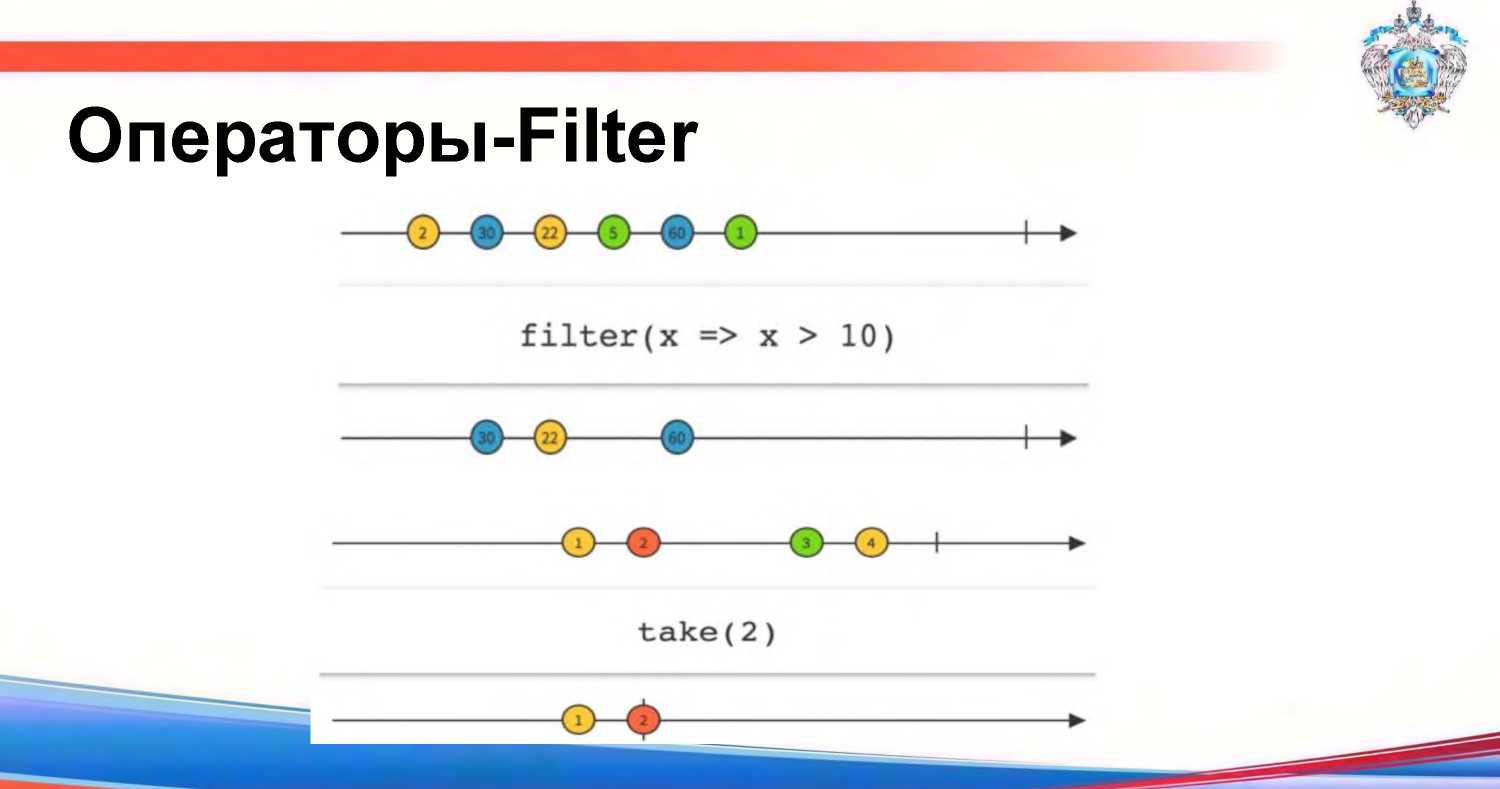 Операторы-Filter
2 30 22 5 60 1
filter(x => x > 10)
30 22 60
1 2 3 4
take(2)
1 2